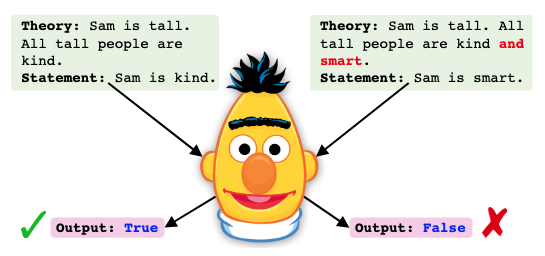 Theory: Sam is tall.
All tall people are
kind.
Statement: Sam is kind.
Theory: Sam is tall. All
tall people are kind and
smart.
Statement: Sam is smart.
Output: True
Output: False